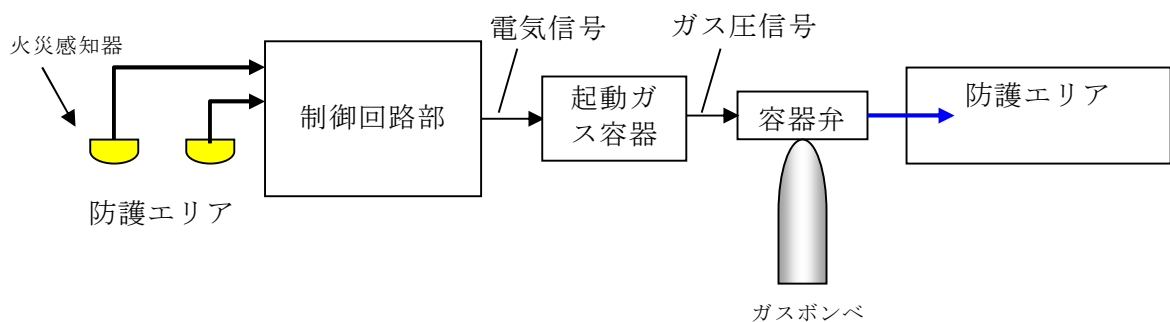 火災感知器
電気信号
ガス圧信号
制御回路部
起動ガ
ス容器
容器弁
防護エリア
防護エリア
ガスボンベ